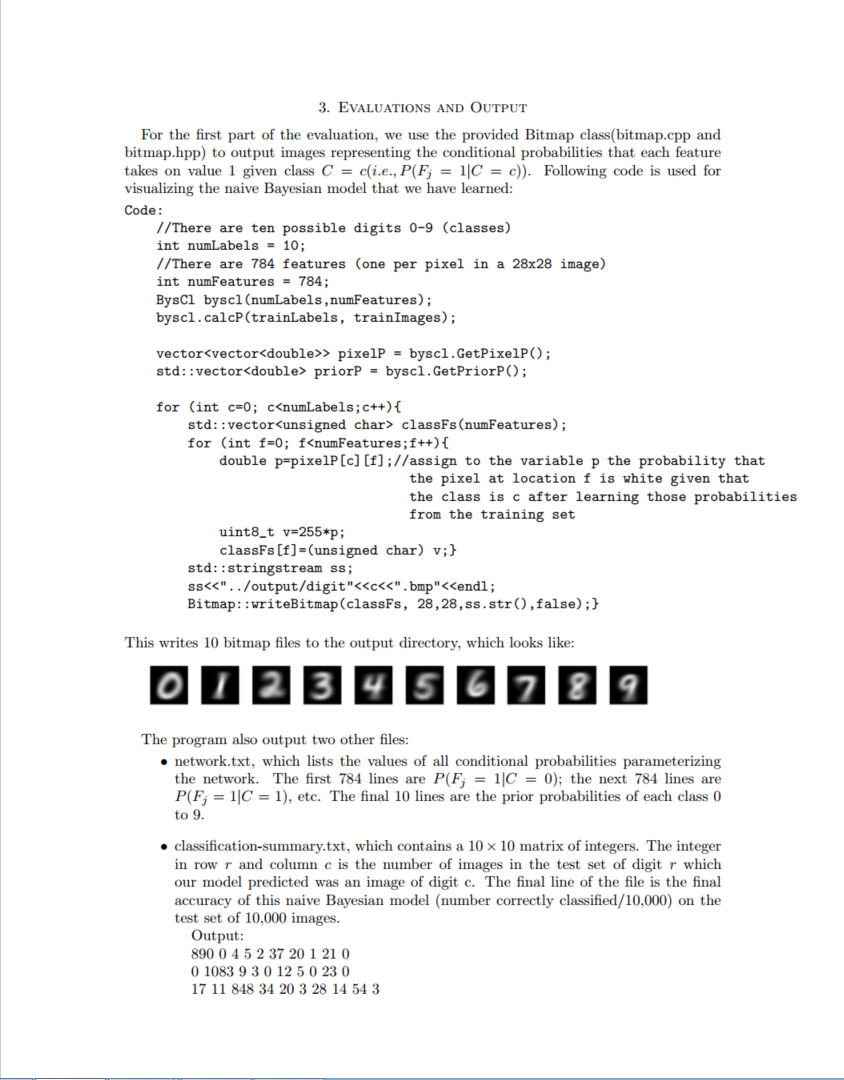 3. Evaluations and Output
For the first part of the evaluation, we use the provided Bitmap class(bitmap.cpp and
bitmap.hpp) to output images representing the conditional probabilities that each feature
takes on value 1 given class C = c(i.e., P(F_j = 1|C = c)). Following code is used for
visualizing the naive Bayesian model that we have learned:
Code:
    //There are ten possible digits 0-9 (classes)
    int numLabels = 10;
    //There are 784 features (one per pixel in a 28x28 image)
    int numFeatures = 784;
    BysCl byscl(numLabels,numFeatures);
    byscl.calcP(trainLabels, trainImages);

    vector<vector<double>> pixelP = byscl.GetPixelP();
    std::vector<double> priorP = byscl.GetPriorP();

    for (int c=0; c<numLabels;c++){
        std::vector<unsigned char> classFs(numFeatures);
        for (int f=0; f<numFeatures;f++){
            double p=pixelP[c][f];//assign to the variable p the probability that
                                    the pixel at location f is white given that
                                    the class is c after learning those probabilities
                                    from the training set
            uint8_t v=255*p;
            classFs[f]=(unsigned char) v;}
        std::stringstream ss;
        ss<<"../output/digit"<<c<<".bmp"<<endl;
        Bitmap::writeBitmap(classFs, 28,28,ss.str(),false);}
This writes 10 bitmap files to the output directory, which looks like:
0 1 2 3 4 5 6 7 8 9
The program also output two other files:
• network.txt, which lists the values of all conditional probabilities parameterizing
the network. The first 784 lines are P(F_j = 1|C = 0); the next 784 lines are
P(F_j = 1|C = 1), etc. The final 10 lines are the prior probabilities of each class 0
to 9.
• classification-summary.txt, which contains a 10 × 10 matrix of integers. The integer
in row r and column c is the number of images in the test set of digit r which
our model predicted was an image of digit c. The final line of the file is the final
accuracy of this naive Bayesian model (number correctly classified/10,000) on the
test set of 10,000 images.
Output:
890 0 4 5 2 37 20 1 21 0
0 1083 9 3 0 12 5 0 23 0
17 11 848 34 20 3 28 14 54 3